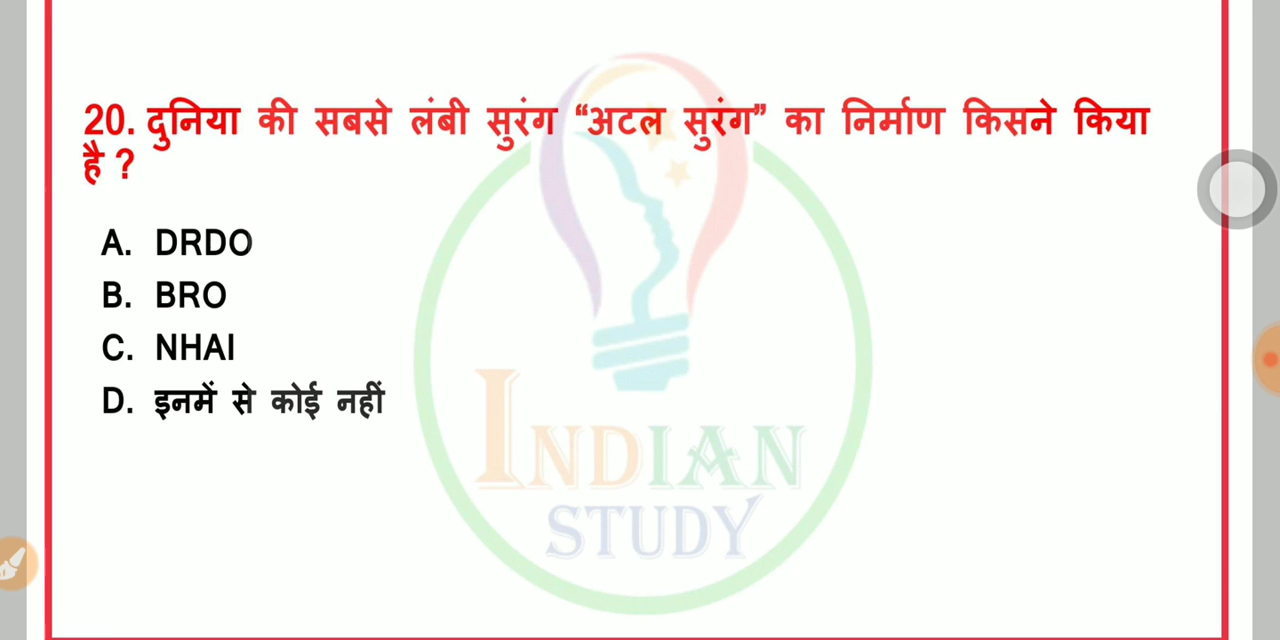 20. दुनिया की सबसे लंबी सुरंग “अटल सुरंग” का निर्माण किसने किया
है ?
A. DRDO
B. BRO
C. NHAI
D. इनमें से कोई नहीं
INDIAN
STUDY